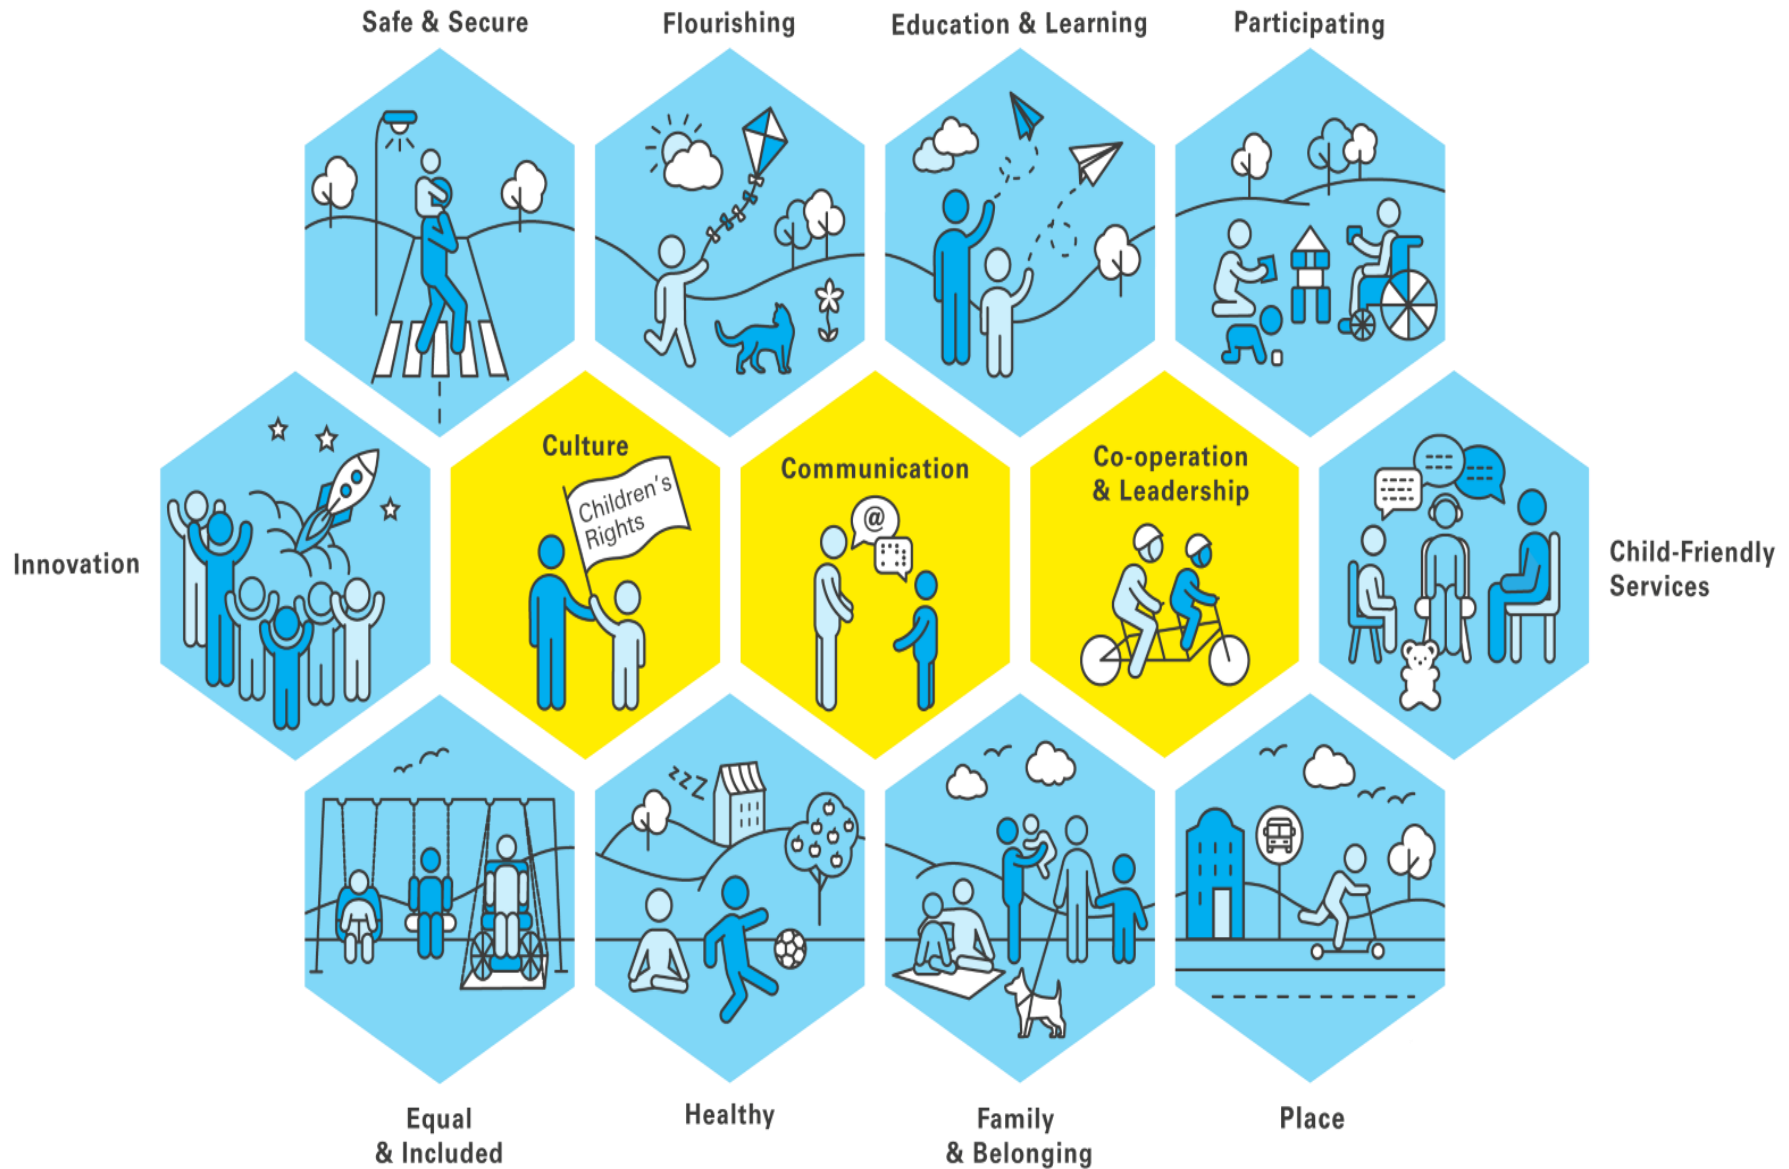 Safe & Secure
Flourishing
Education & Learning
Participating
Innovation
Culture
Children's
Rights
Communication
@
Co-operation
& Leadership
Child-Friendly
Services
zzZ
Equal
& Included
Healthy
Family
& Belonging
Place